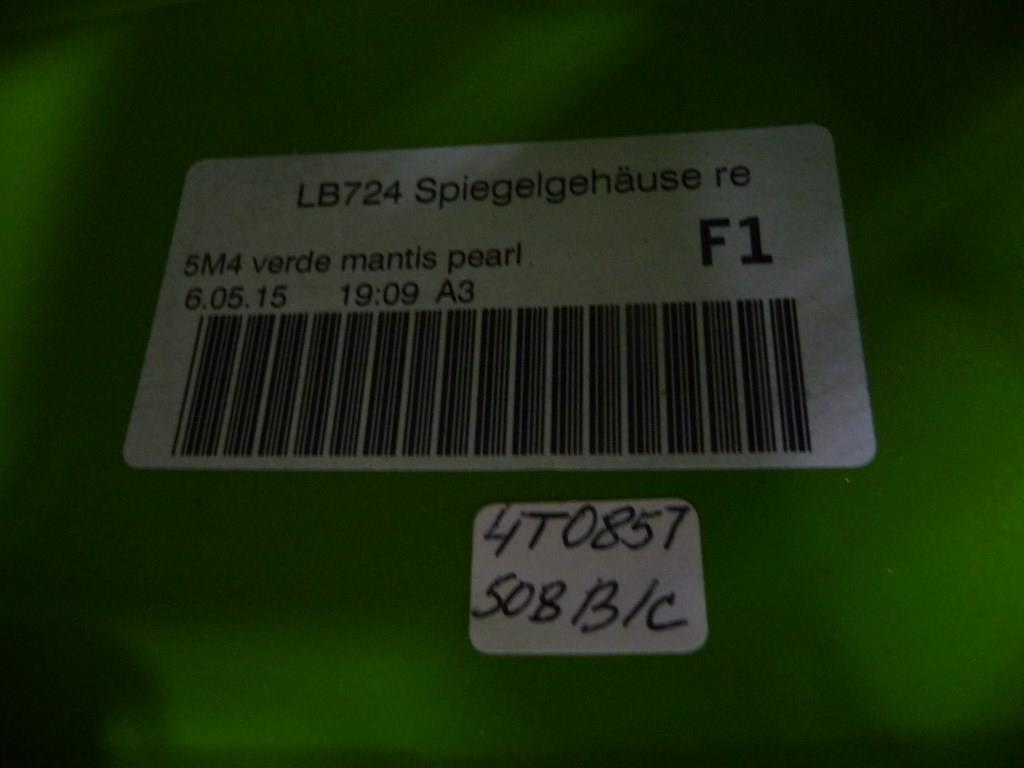 LB724 Spiegelgehäuse re
F1
5M4 verde mantis pearl
6.05.15 19:09 A3
4T0857
508B/C